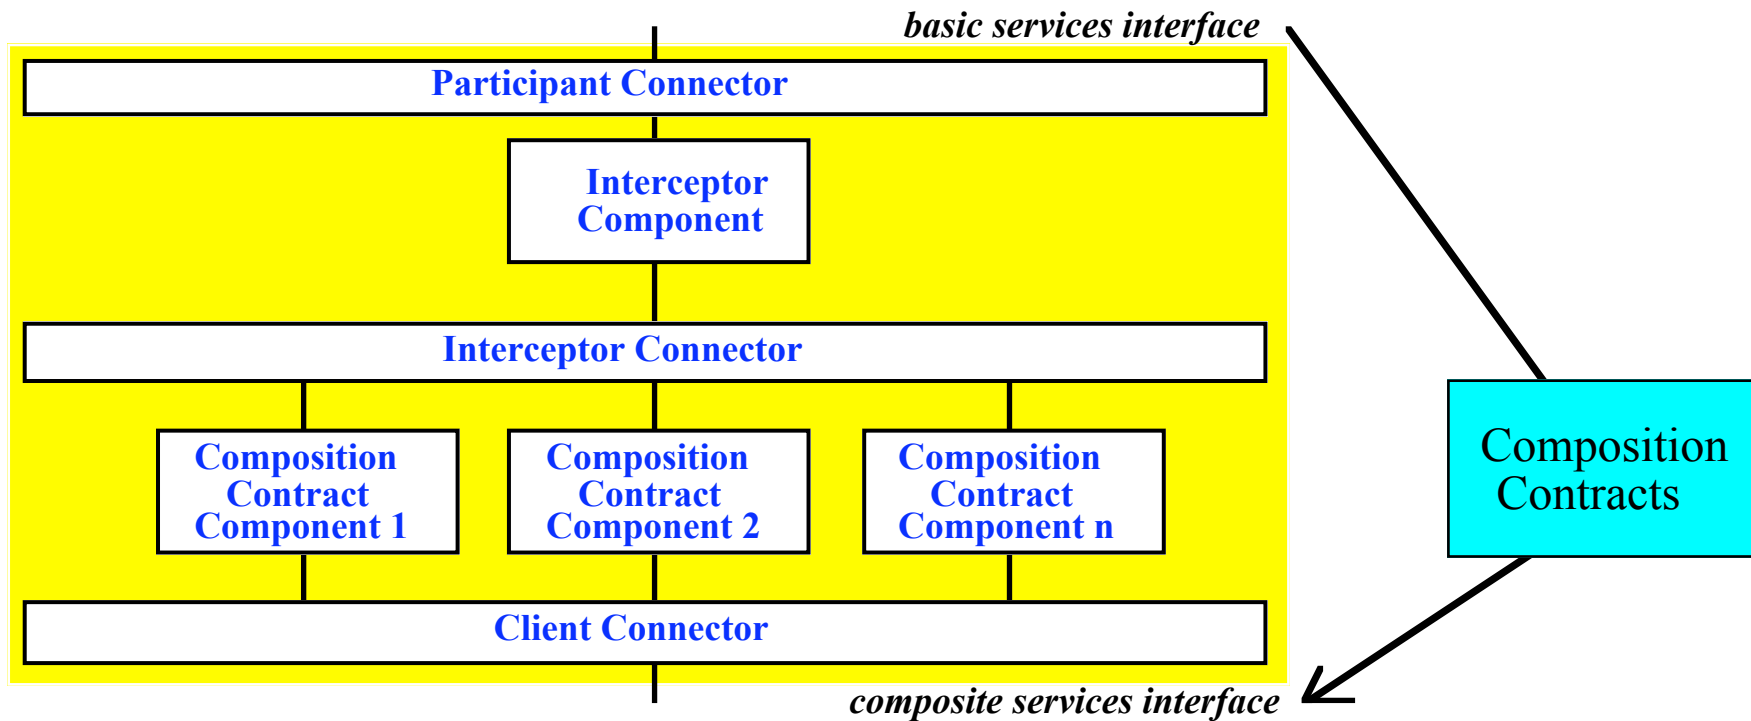 basic services interface
Participant Connector
Interceptor
Component
Interceptor Connector
Composition
Contract
Component 1
Composition
Contract
Component 2
Composition
Contract
Component n
Composition
Contracts
Client Connector
composite services interface